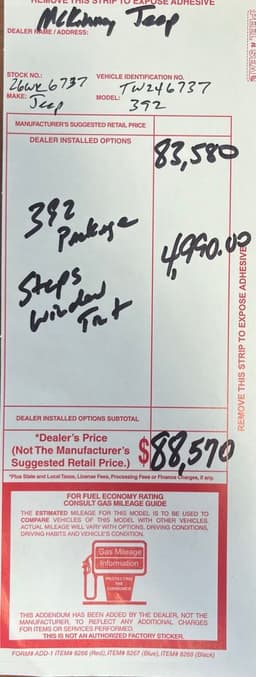 REMOVE THIS STRIP TO EXPOSE ADHESIVE
McKinney Jeep
DEALER NAME / ADDRESS:
STOCK NO.: VEHICLE IDENTIFICATION NO.
26WK6737 TW246737
MAKE: Jeep MODEL: 392
MANUFACTURER'S SUGGESTED RETAIL PRICE
DEALER INSTALLED OPTIONS 83,580
392
Package 4,990.00
Steps
Window
Tint
REMOVE THIS STRIP TO EXPOSE ADHESIVE
DEALER INSTALLED OPTIONS SUBTOTAL
*Dealer's Price
(Not The Manufacturer's $88,570
Suggested Retail Price.)
*Plus State and Local Taxes, License Fees, Processing Fees or Finance Charges, if any.
FOR FUEL ECONOMY RATING
CONSULT GAS MILEAGE GUIDE
THE ESTIMATED MILEAGE FOR THIS MODEL IS TO BE USED TO
COMPARE VEHICLES OF THIS MODEL WITH OTHER VEHICLES.
ACTUAL MILEAGE WILL VARY WITH OPTIONS, DRIVING CONDITIONS,
DRIVING HABITS AND VEHICLE'S CONDITION.
Gas Mileage
Information
PROTECTING
THE
CONSUMER
THIS ADDENDUM HAS BEEN ADDED BY THE DEALER, NOT THE
MANUFACTURER, TO REFLECT ANY ADDITIONAL CHARGES
FOR ITEMS OR SERVICES PERFORMED.
THIS IS NOT AN AUTHORIZED FACTORY STICKER.
FORM# ADD-1 ITEM# 8266 (Red), ITEM# 8267 (Blue), ITEM# 8265 (Black)